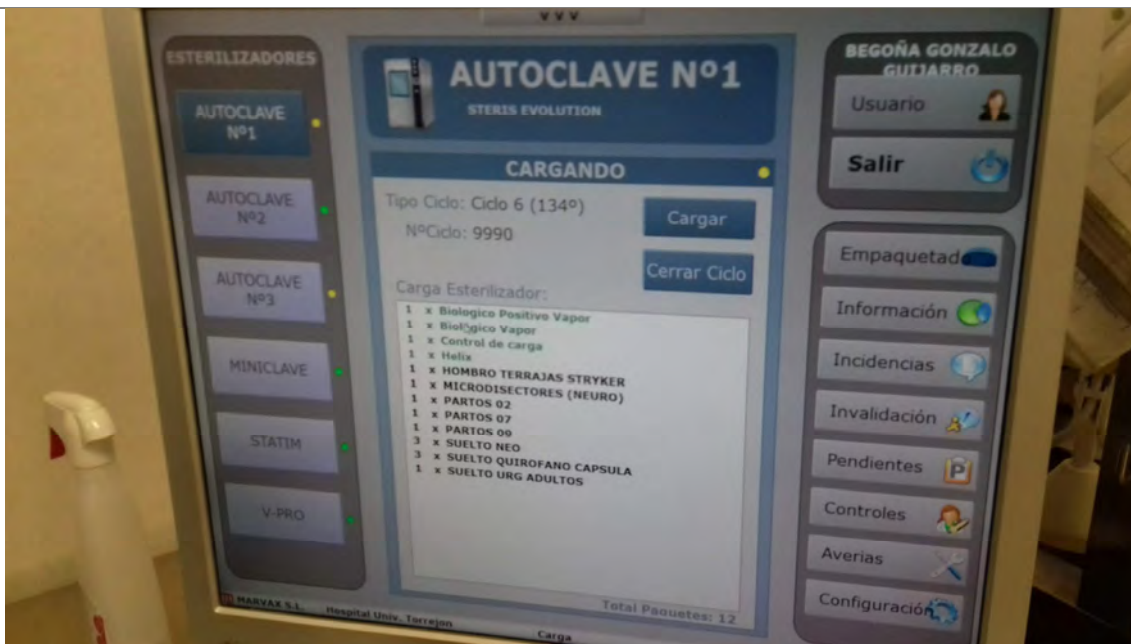 ESTERILIZADORES
AUTOCLAVE
Nº1
AUTOCLAVE
Nº2
AUTOCLAVE
Nº3
MINICLAVE
STATIM
V-PRO
AUTOCLAVE Nº1
STERIS EVOLUTION
CARGANDO
Tipo Ciclo: Ciclo 6 (134º)
NºCiclo: 9990
Cargar
Cerrar Ciclo
Carga Esterilizador:
1 x Biologico Positivo Vapor
1 x Biologico Vapor
1 x Control de carga
1 x Helix
1 x HOMBRO TERRAJAS STRYKER
1 x MICRODISECTORES (NEURO)
1 x PARTOS 02
1 x PARTOS 07
1 x PARTOS 09
3 x SUELTO NEO
3 x SUELTO QUIROFANO CAPSULA
1 x SUELTO URG ADULTOS
Total Paquetes: 12
BEGOÑA GONZALO
GUIJARRO
Usuario
Salir
Empaquetado
Información
Incidencias
Invalidación
Pendientes
P
Controles
Averias
Configuración
MARVAX S.L. Hospital Univ. Torrejon Carga